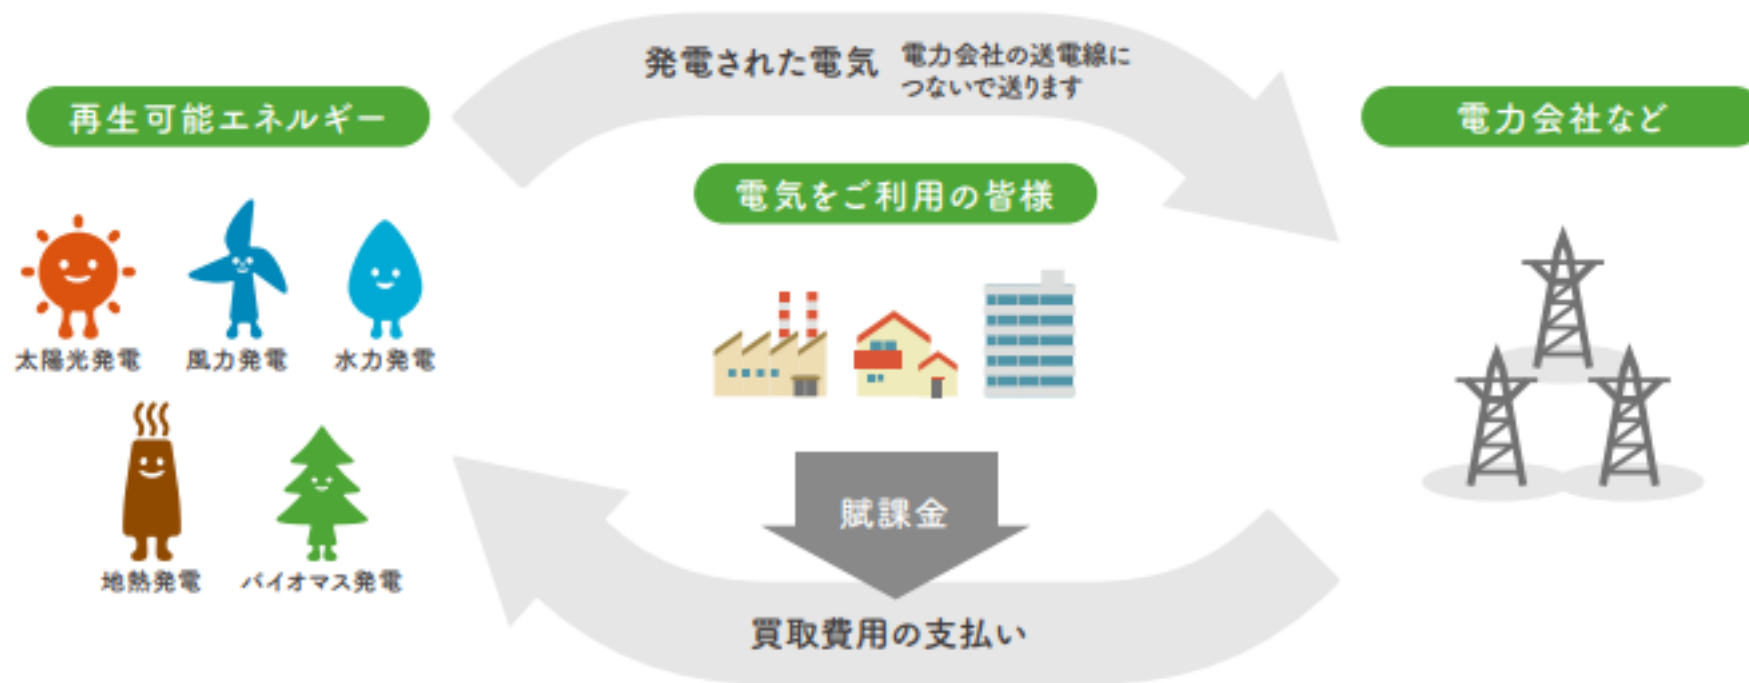 発電された電気
電力会社の送電線に
つないで送ります
再生可能エネルギー
電力会社など
電気をご利用の皆様
太陽光発電
風力発電
水力発電
地熱発電
バイオマス発電
賦課金
買取費用の支払い